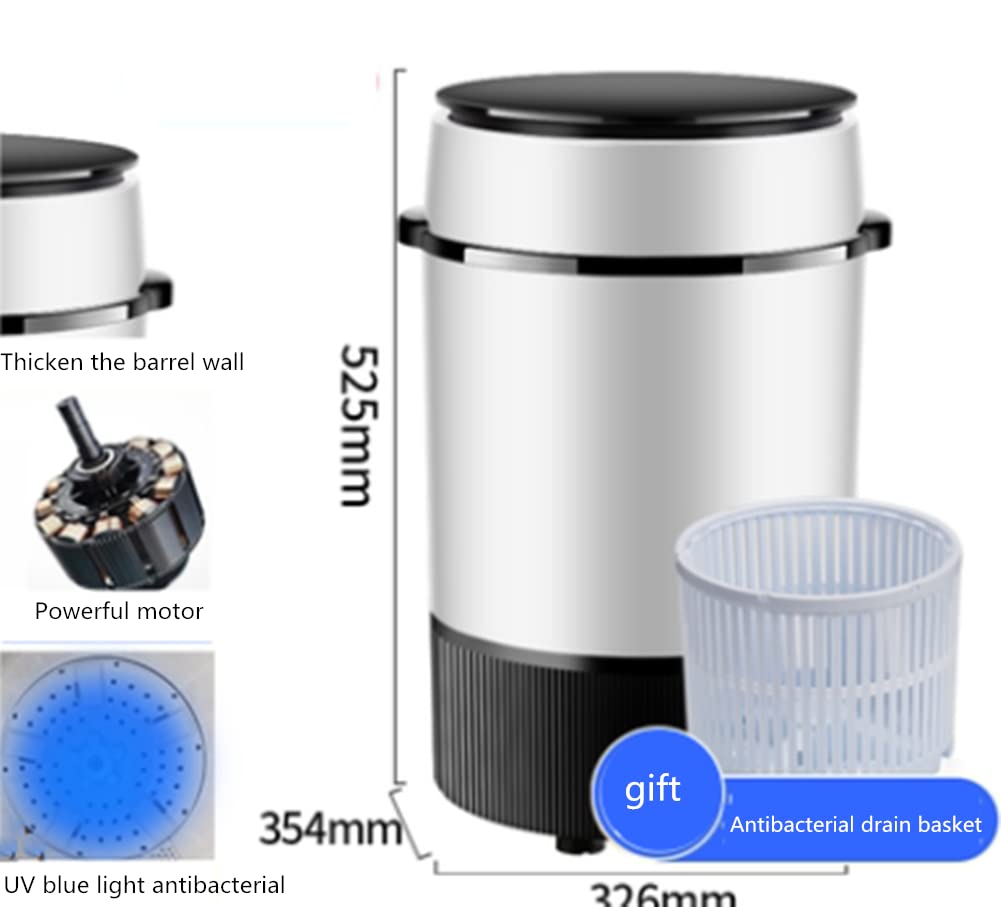 Thicken the barrel wall
525mm
Powerful motor
gift
Antibacterial drain basket
354mm
UV blue light antibacterial
326mm